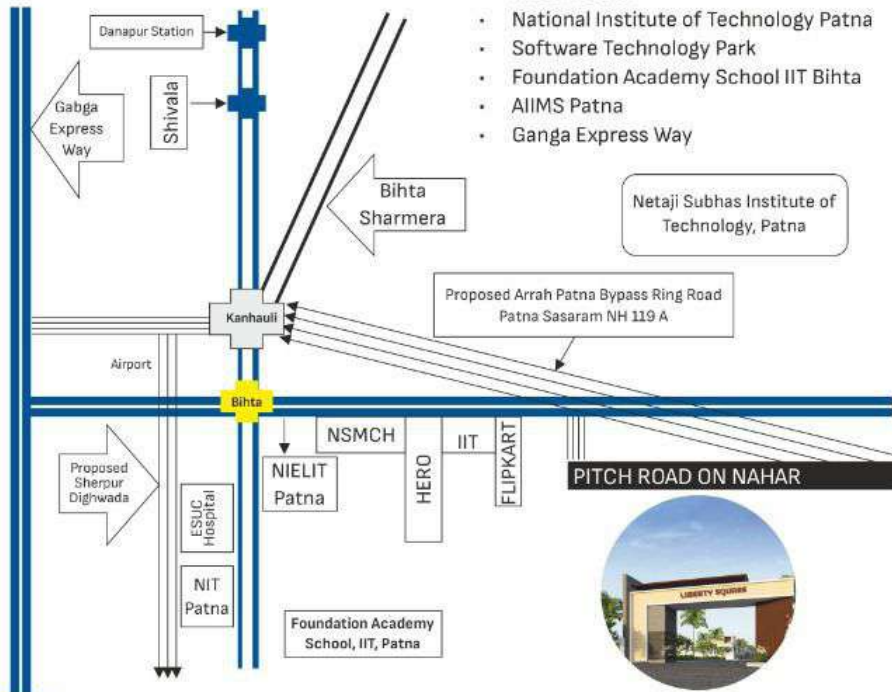 National Institute of Technology Patna
Software Technology Park
Foundation Academy School IIT Bihta
AIIMS Patna
Ganga Express Way
Danapur Station
Shivala
Gabga
Express
Way
Bihta
Sharmera
Netaji Subhas Institute of
Technology, Patna
Proposed Arrah Patna Bypass Ring Road
Patna Sasaram NH 119 A
Kanhauli
Airport
Bihta
NSMCH
HERO
IIT
FLIPKART
NIELIT
Patna
PITCH ROAD ON NAHAR
Proposed
Sherpur
Dighwada
ESUC
Hospital
NIT
Patna
Foundation Academy
School, IIT, Patna
LIBERTY SQUARE